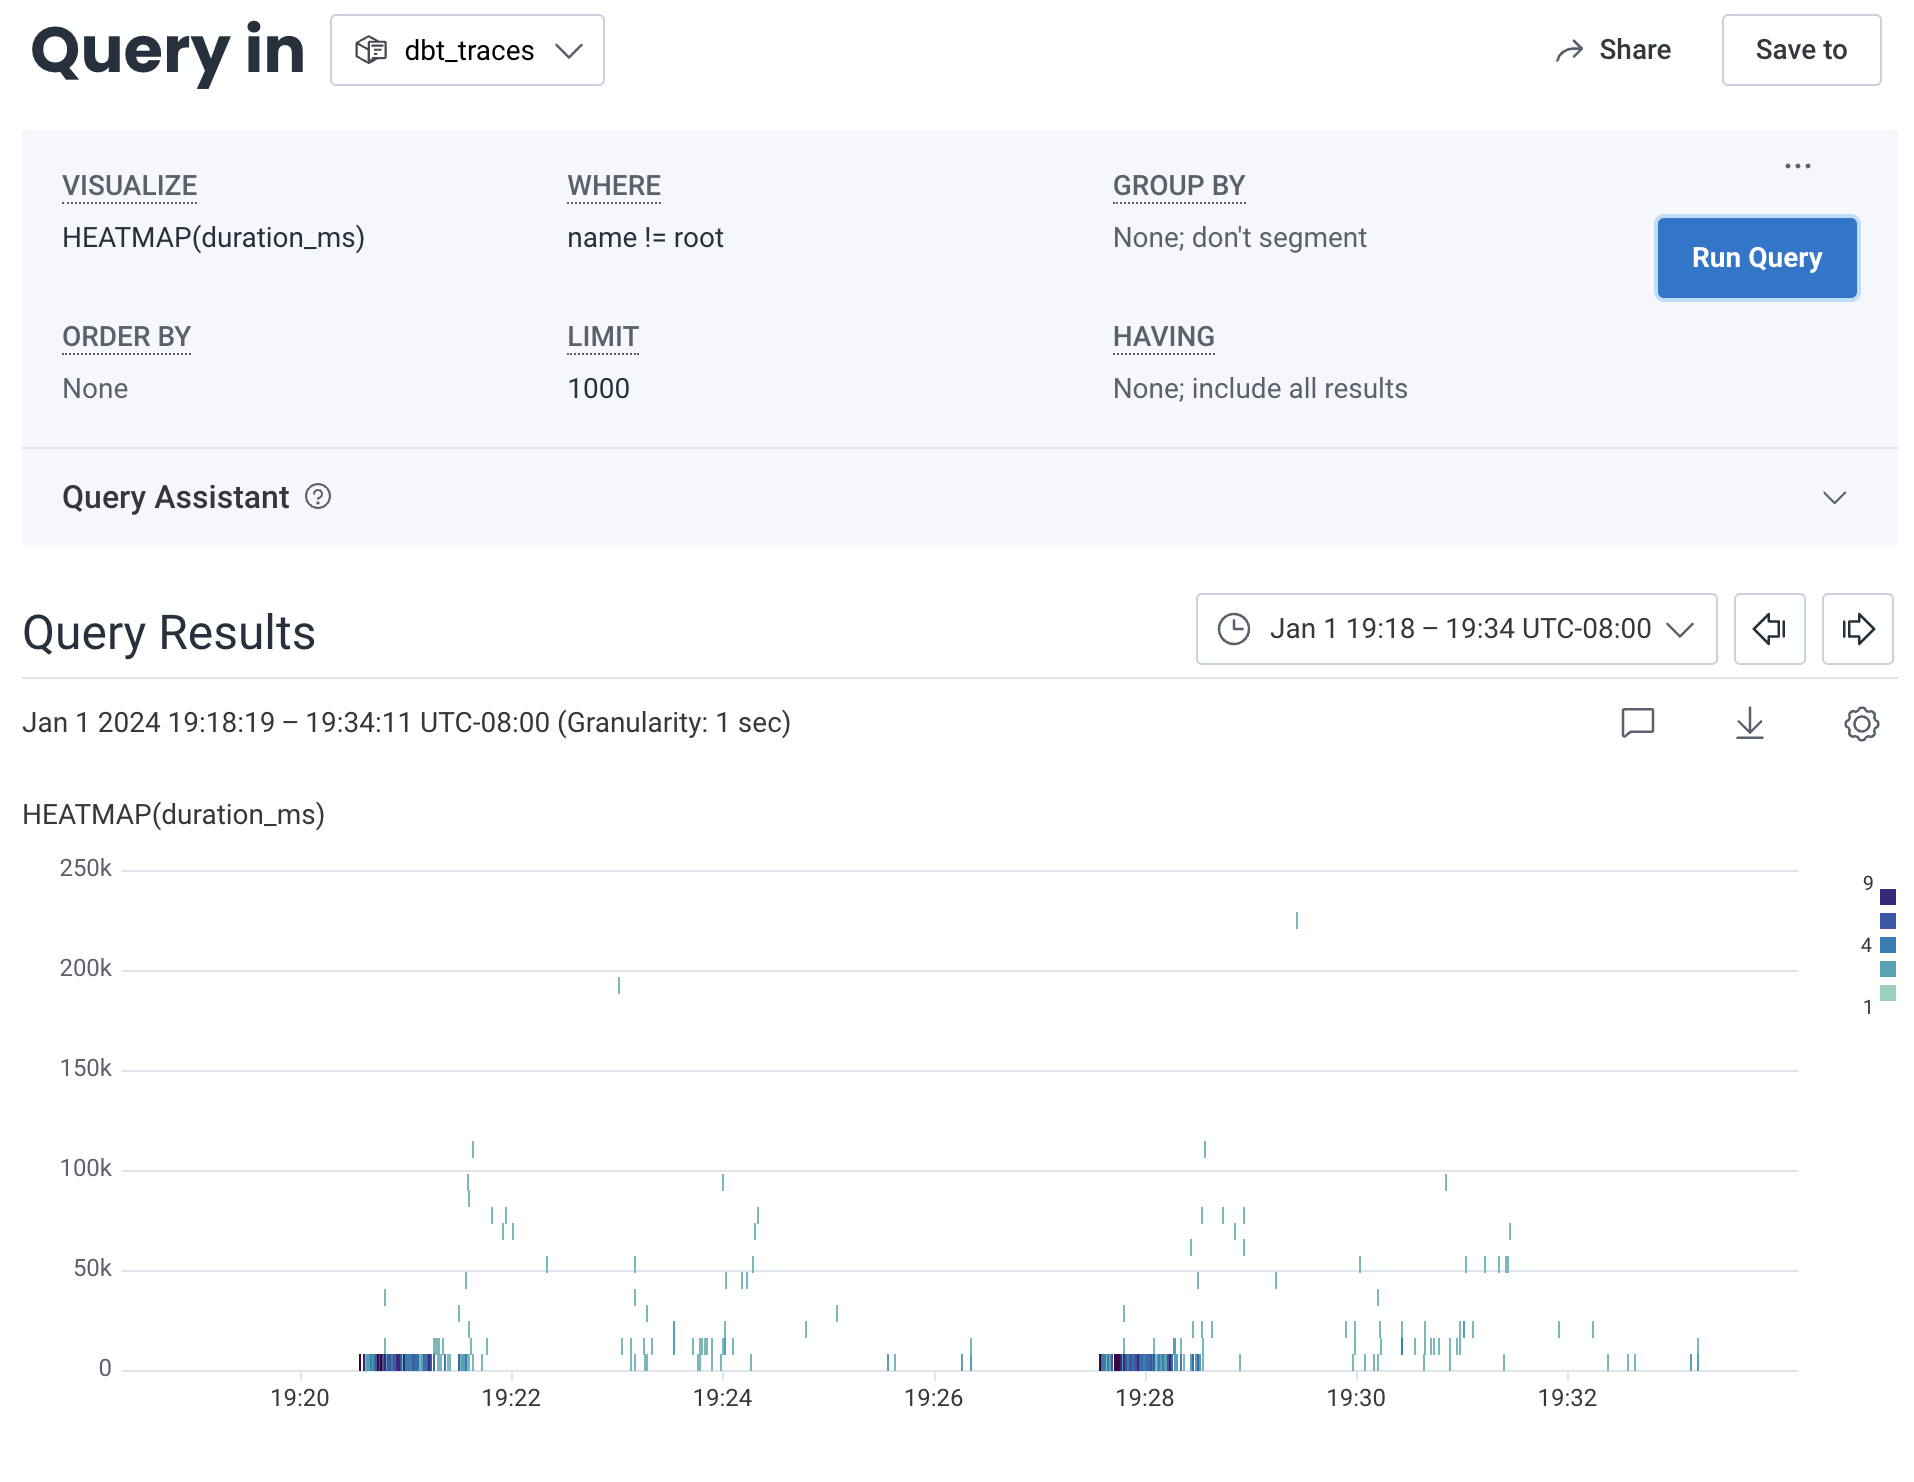 Query in dbt_traces Share Save to
VISUALIZE WHERE GROUP BY
HEATMAP(duration_ms) name != root None; don't segment
Run Query
ORDER BY LIMIT HAVING
None 1000 None; include all results
Query Assistant
Query Results Jan 1 19:18 – 19:34 UTC-08:00
Jan 1 2024 19:18:19 – 19:34:11 UTC-08:00 (Granularity: 1 sec)
HEATMAP(duration_ms)
250k
200k
150k
100k
50k
0
19:20 19:22 19:24 19:26 19:28 19:30 19:32
9
4
1